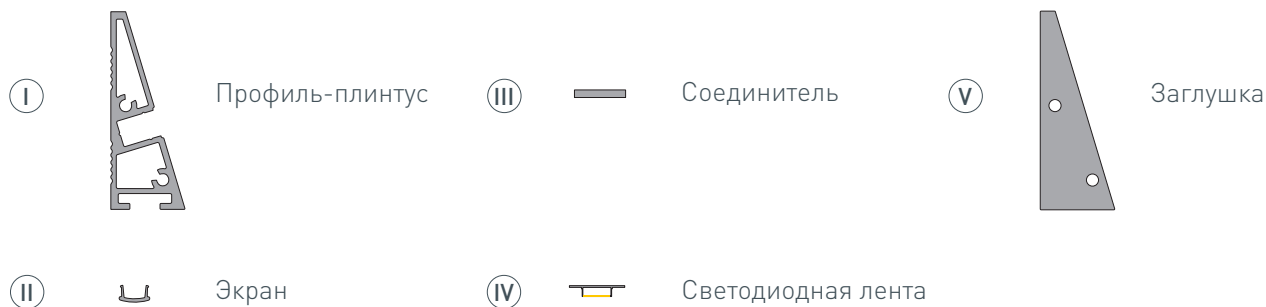 I
Профиль-плинтус
III
Соединитель
V
Заглушка
II
Экран
IV
Светодиодная лента